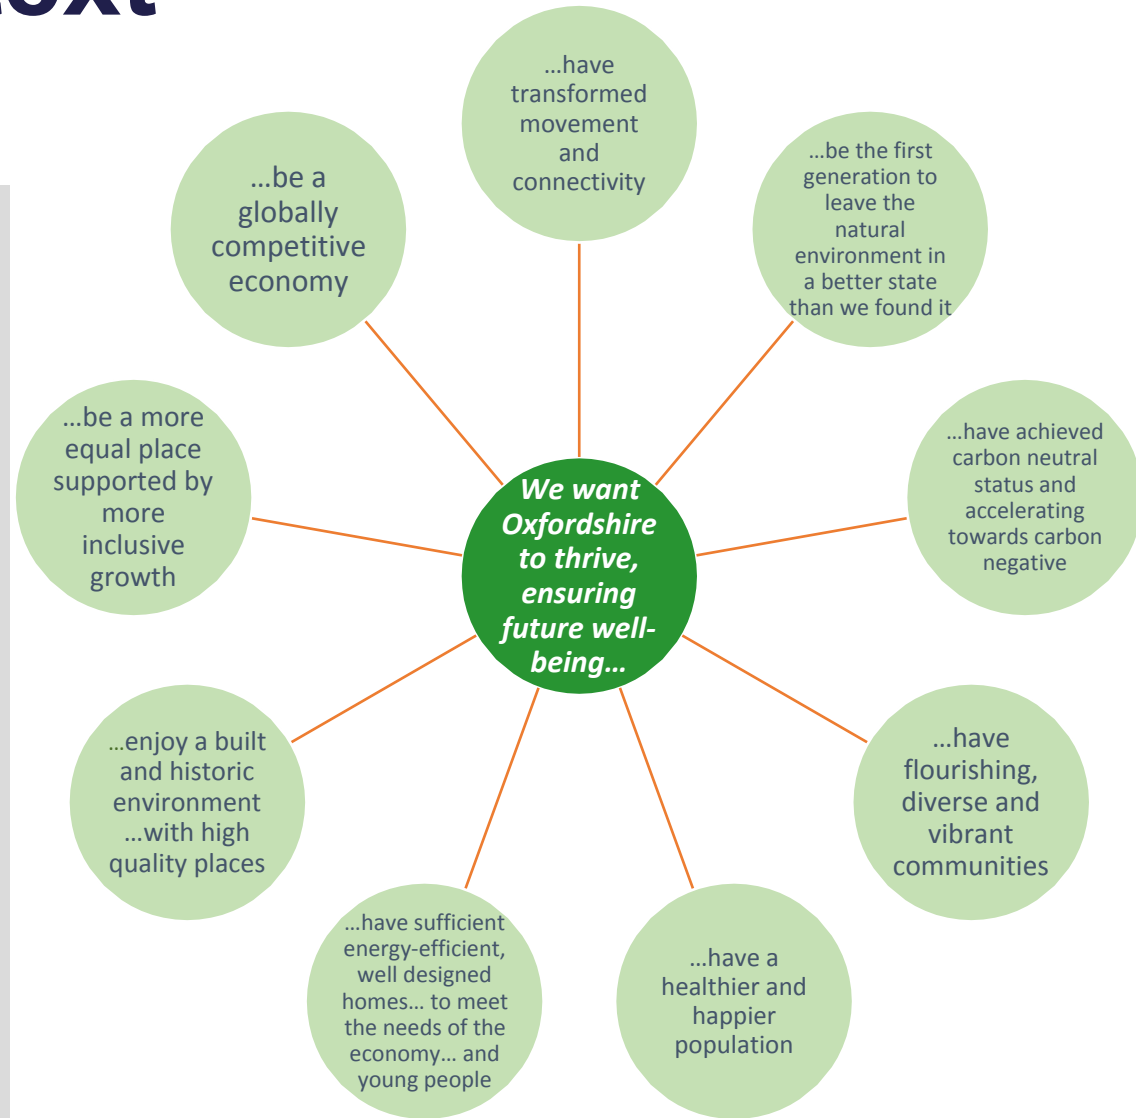 …have
transformed
movement
and
connectivity
…be the first
generation to
leave the
natural
environment in
a better state
than we found it
…have achieved
carbon neutral
status and
accelerating
towards carbon
negative
…have
flourishing,
diverse and
vibrant
communities
…have a
healthier and
happier
population
…have sufficient
energy-efficient,
well designed
homes… to meet
the needs of the
economy… and
young people
…enjoy a built
and historic
environment
…with high
quality places
…be a more
equal place
supported by
more
inclusive
growth
…be a
globally
competitive
economy
We want
Oxfordshire
to thrive,
ensuring
future well-
being…